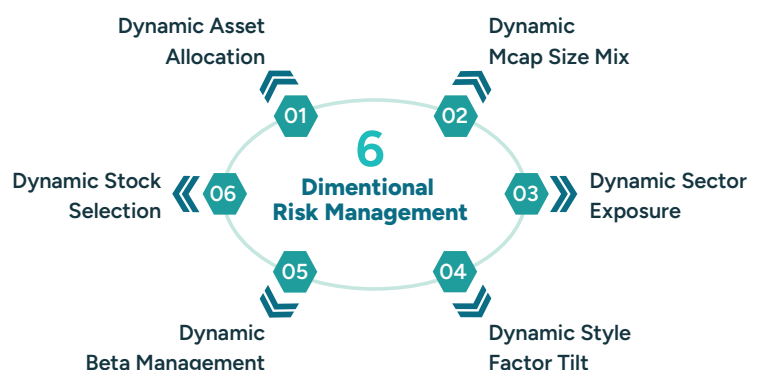 Dynamic Asset
Allocation
01
Dynamic
Mcap Size Mix
02
6
Dimentional
Risk Management
03
Dynamic Sector
Exposure
04
Dynamic Style
Factor Tilt
05
Dynamic
Beta Management
06
Dynamic Stock
Selection